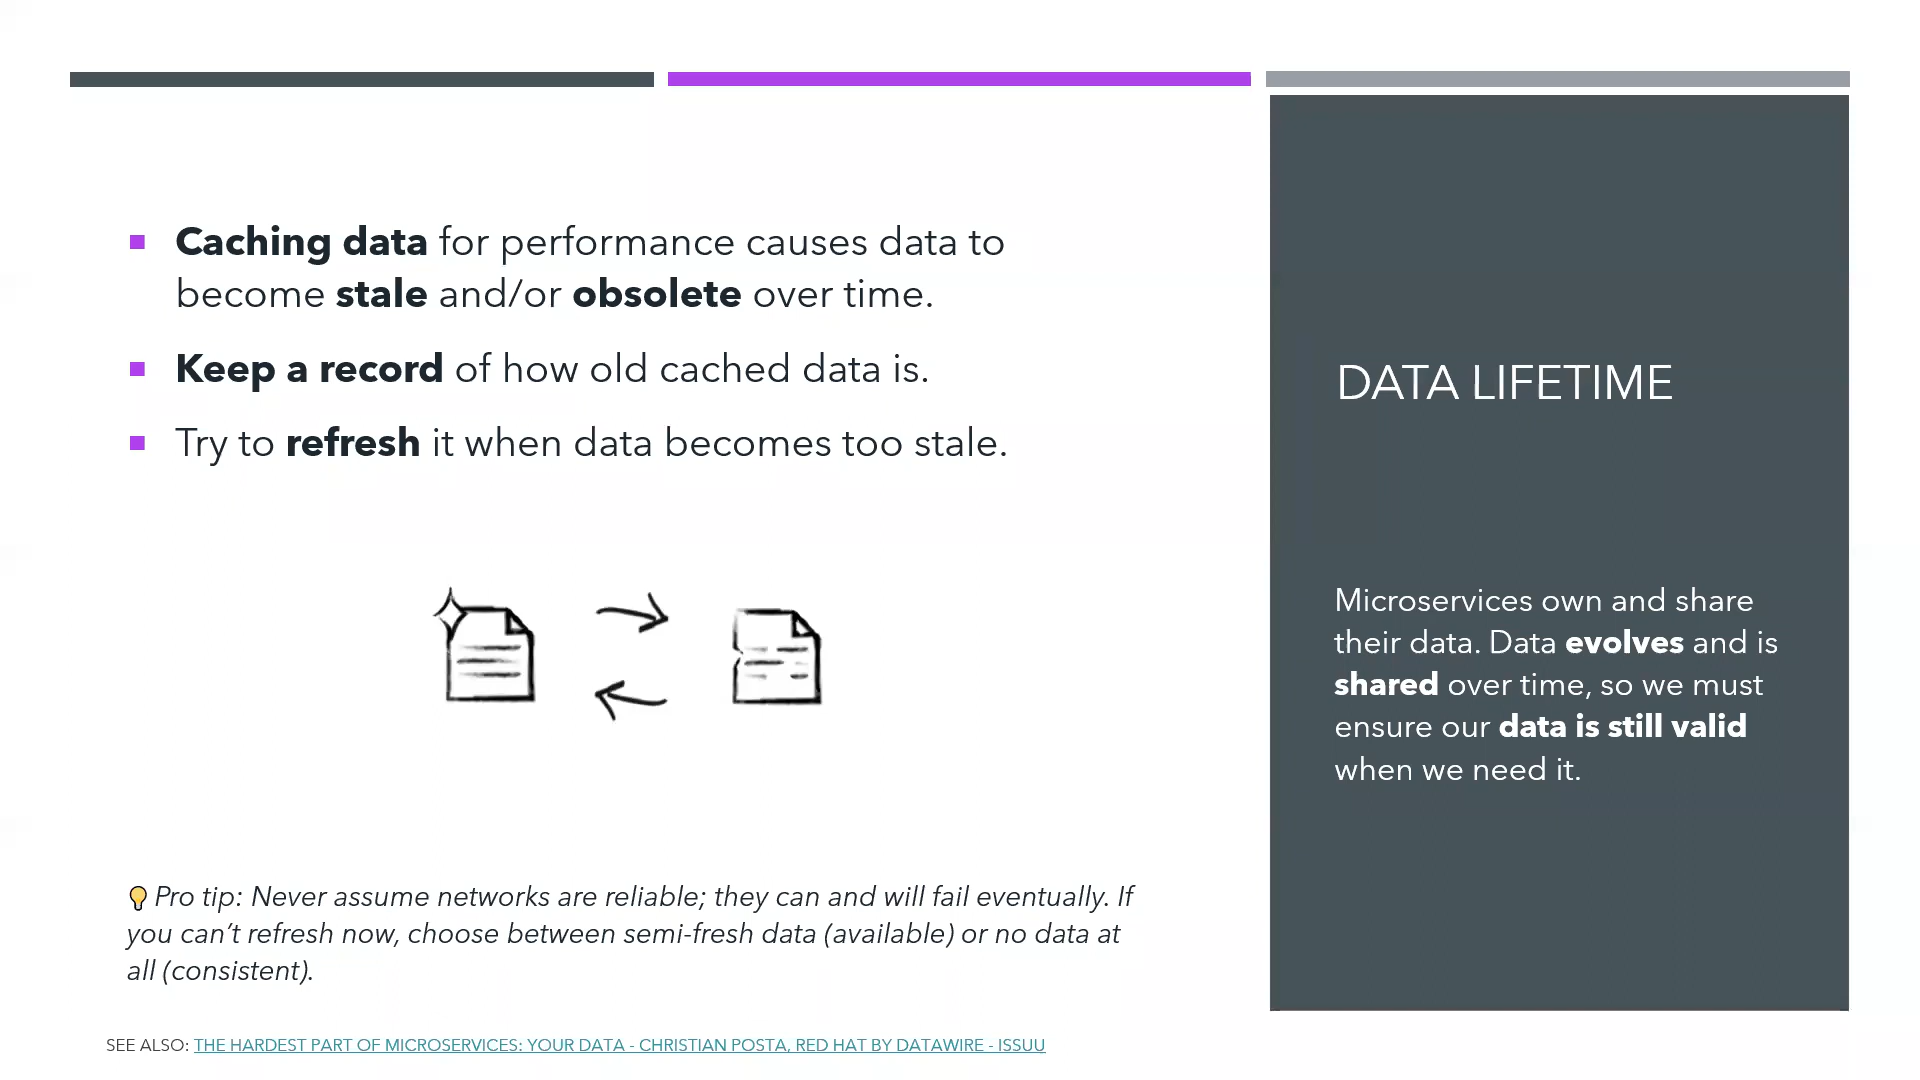 Caching data for performance causes data to
become stale and/or obsolete over time.
Keep a record of how old cached data is.
Try to refresh it when data becomes too stale.
Pro tip: Never assume networks are reliable; they can and will fail eventually. If
you can’t refresh now, choose between semi-fresh data (available) or no data at
all (consistent).
SEE ALSO: THE HARDEST PART OF MICROSERVICES: YOUR DATA - CHRISTIAN POSTA, RED HAT BY DATAWIRE - ISSUU
DATA LIFETIME
Microservices own and share
their data. Data evolves and is
shared over time, so we must
ensure our data is still valid
when we need it.